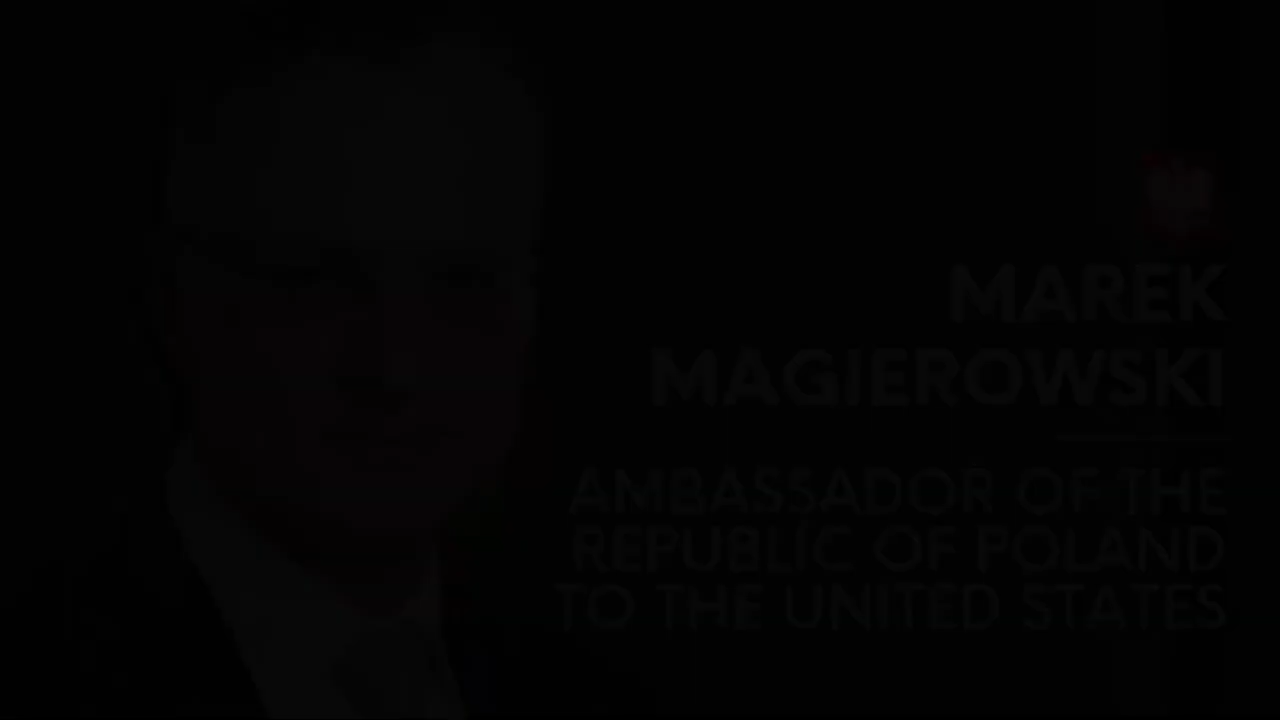 MAREK
MAGIEROWSKI
AMBASSADOR OF THE
REPUBLIC OF POLAND
TO THE UNITED STATES